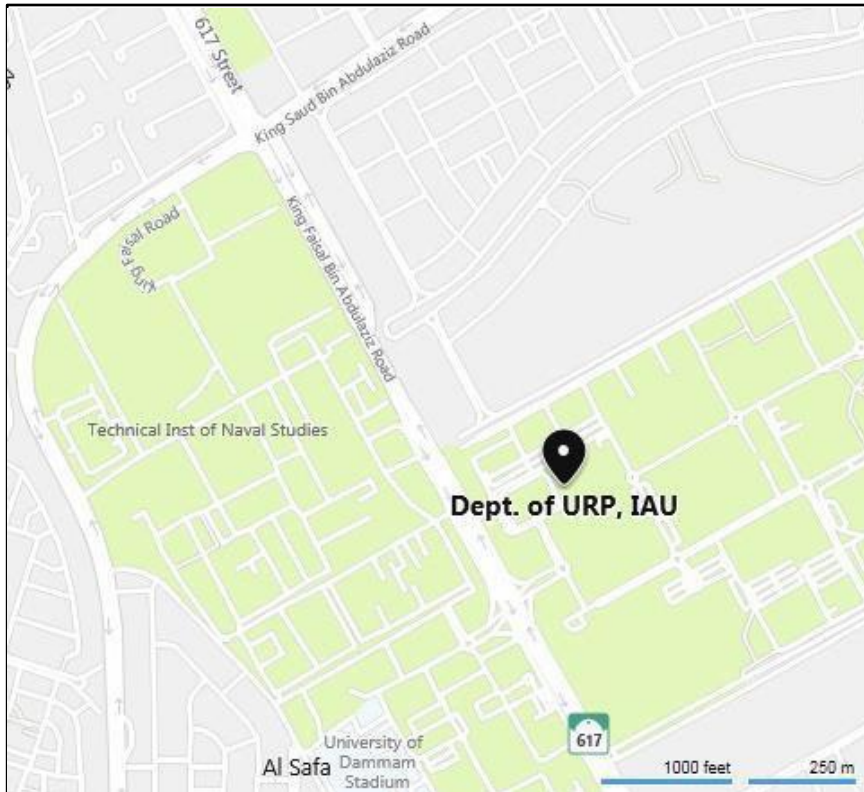 617 Street
King Saud Bin Abdulaziz Road
King Faisal Road
King Faisal Bin Abdulaziz Road
Technical Inst of Naval Studies
Dept. of URP, IAU
617
Al Safa
University of
Dammam
Stadium
1000 feet
250 m